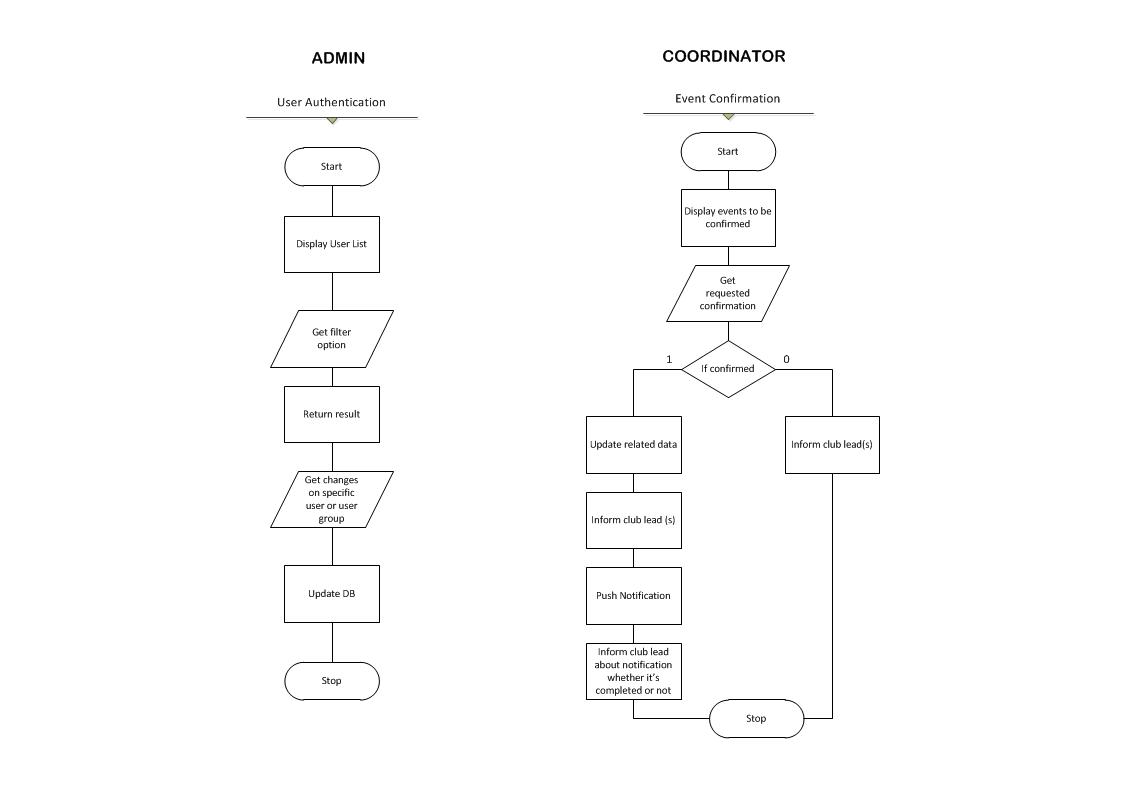 ADMIN
User Authentication
Start
Display User List
Get filter
option
Return result
Get changes
on specific
user or user
group
Update DB
Stop
COORDINATOR
Event Confirmation
Start
Display events to be
confirmed
Get
requested
confirmation
If confirmed
1
0
Update related data
Inform club lead (s)
Push Notification
Inform club lead
about notification
whether it's
completed or not
Inform club lead(s)
Stop